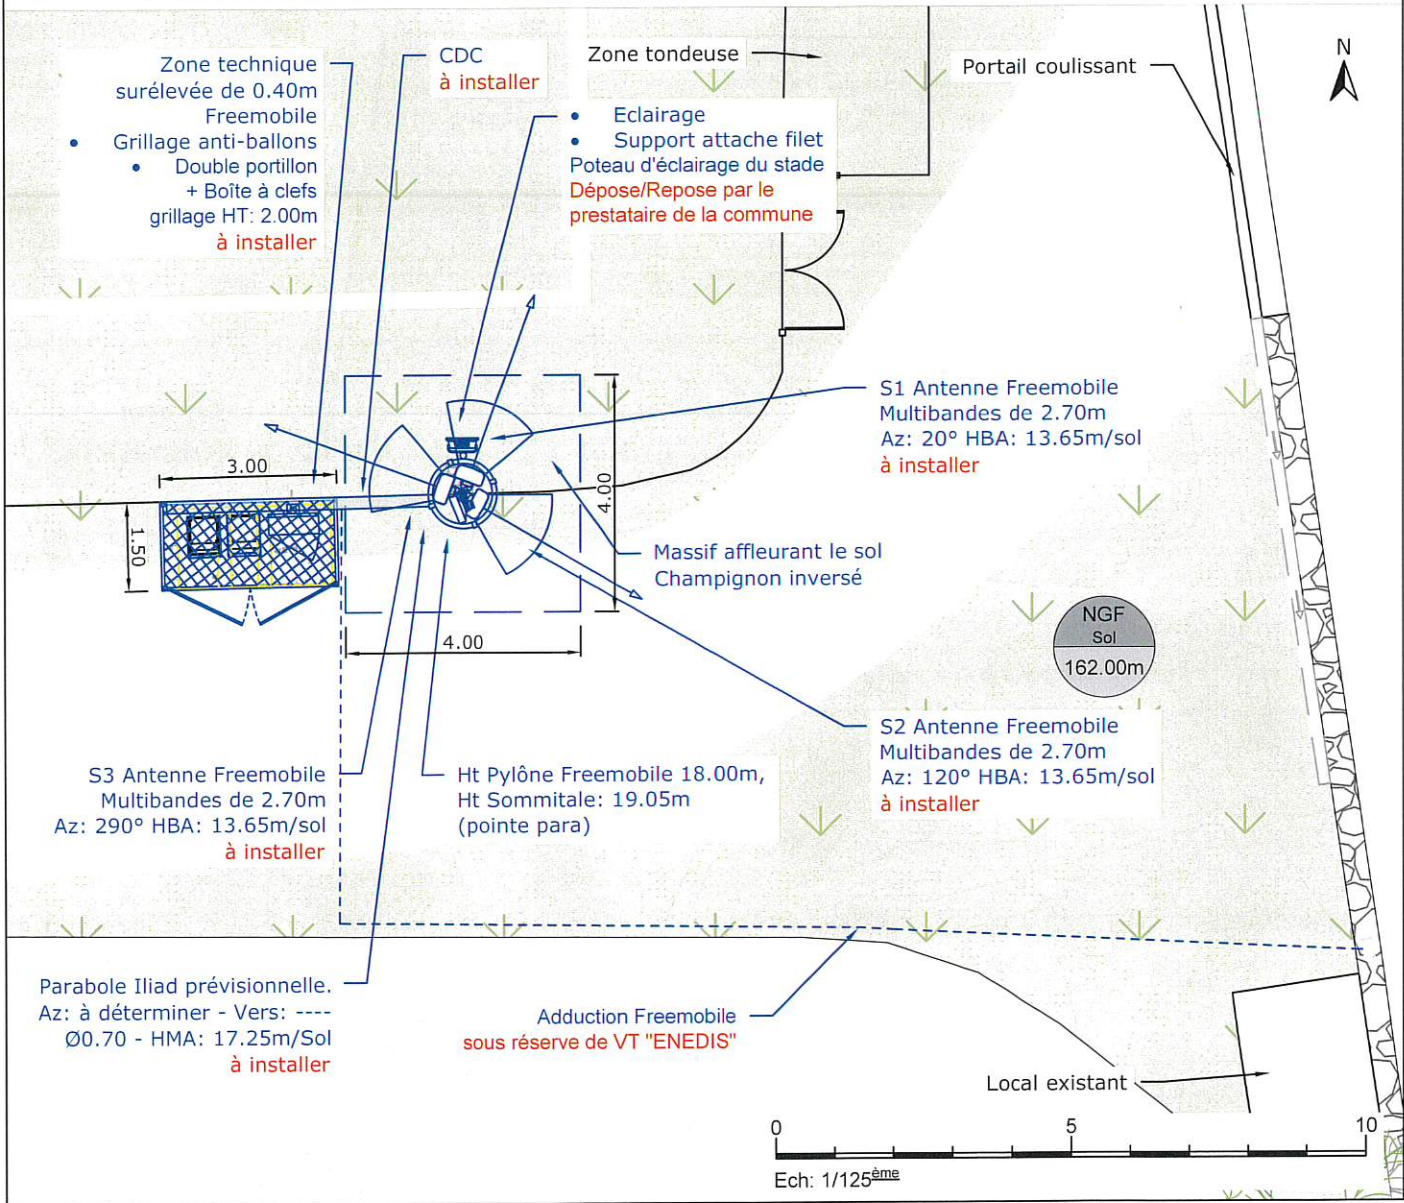 Zone technique
surélevée de 0.40m
Freemobile
• Grillage anti-ballons
• Double portillon
+ Boîte à clefs
grillage HT: 2.00m
à installer
CDC
à installer
Zone tondeuse
• Eclairage
• Support attache filet
Poteau d'éclairage du stade
Dépose/Repose par le
prestataire de la commune
Portail coulissant
N
S1 Antenne Freemobile
Multibandes de 2.70m
Az: 20° HBA: 13.65m/sol
à installer
3.00
1.50
4.00
4.00
Massif affleurant le sol
Champignon inversé
NGF
Sol
162.00m
S2 Antenne Freemobile
Multibandes de 2.70m
Az: 120° HBA: 13.65m/sol
à installer
S3 Antenne Freemobile
Multibandes de 2.70m
Az: 290° HBA: 13.65m/sol
à installer
Ht Pylône Freemobile 18.00m,
Ht Sommitale: 19.05m
(pointe para)
Parabole Iliad prévisionnelle.
Az: à déterminer - Vers: ----
Ø0.70 - HMA: 17.25m/Sol
à installer
Adduction Freemobile
sous réserve de VT "ENEDIS"
Local existant
0 5 10
Ech: 1/125ème